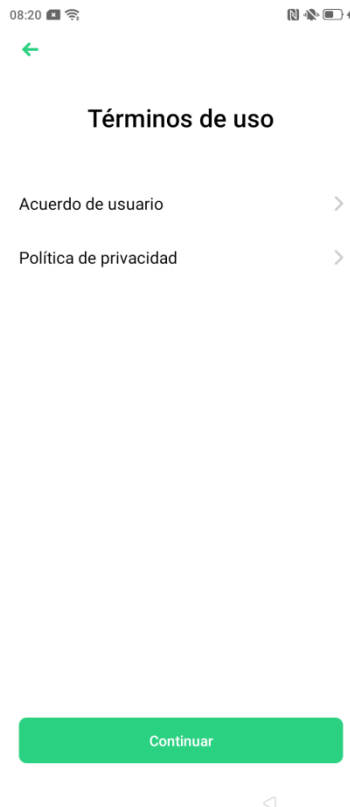 08:20
Términos de uso
Acuerdo de usuario
Política de privacidad
Continuar